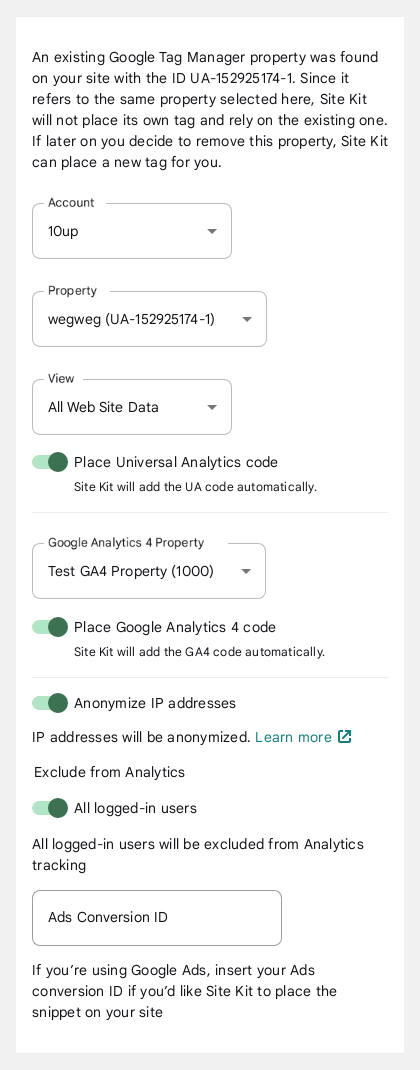 An existing Google Tag Manager property was found
on your site with the ID UA-152925174-1. Since it
refers to the same property selected here, Site Kit
will not place its own tag and rely on the existing one.
If later on you decide to remove this property, Site Kit
can place a new tag for you.
Account
10up
Property
wegweg (UA-152925174-1)
View
All Web Site Data
Place Universal Analytics code
Site Kit will add the UA code automatically.
Google Analytics 4 Property
Test GA4 Property (1000)
Place Google Analytics 4 code
Site Kit will add the GA4 code automatically.
Anonymize IP addresses
IP addresses will be anonymized. Learn more
Exclude from Analytics
All logged-in users
All logged-in users will be excluded from Analytics
tracking
Ads Conversion ID
If you’re using Google Ads, insert your Ads
conversion ID if you’d like Site Kit to place the
snippet on your site